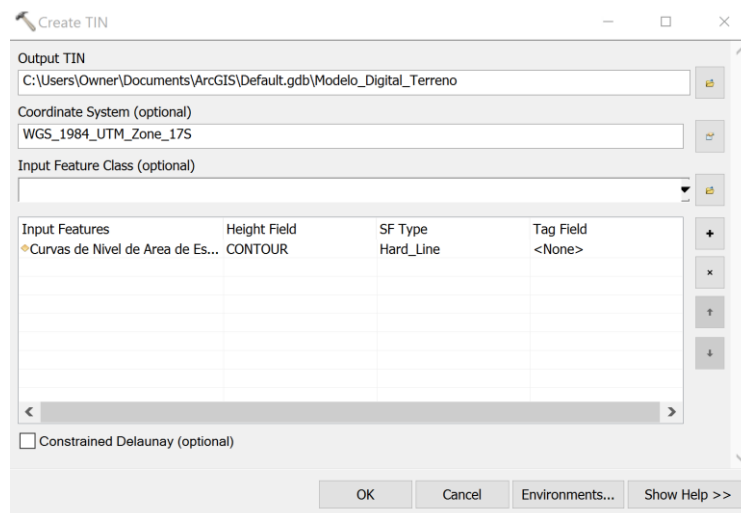 Create TIN
Output TIN
C:\Users\Owner\Documents\ArcGIS\Default.gdb\Modelo_Digital_Terreno
Coordinate System (optional)
WGS_1984_UTM_Zone_17S
Input Feature Class (optional)
Input Features Height Field SF Type Tag Field
Curvas de Nivel de Area de Es... CONTOUR Hard_Line <None>
Constrained Delaunay (optional)
OK Cancel Environments... Show Help >>